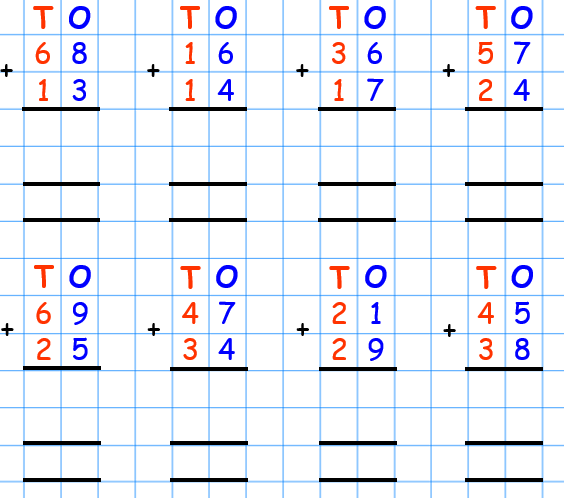 T O T O T O T O
6 8 1 6 3 6 5 7
+ + + +
1 3 1 4 1 7 2 4
T O T O T O T O
6 9 4 7 2 1 4 5
+ + + +
2 5 3 4 2 9 3 8